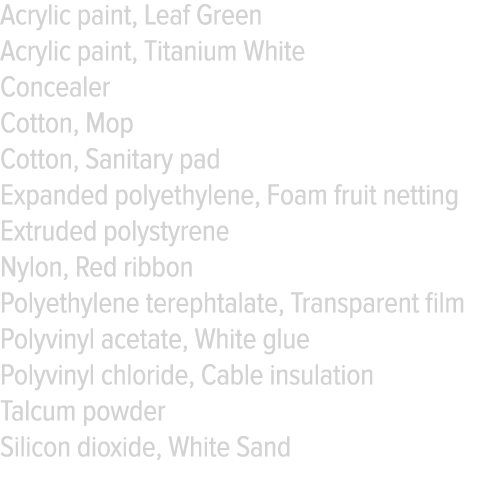 Acrylic paint, Leaf Green
Acrylic paint, Titanium White
Concealer
Cotton, Mop
Cotton, Sanitary pad
Expanded polyethylene, Foam fruit netting
Extruded polystyrene
Nylon, Red ribbon
Polyethylene terephtalate, Transparent film
Polyvinyl acetate, White glue
Polyvinyl chloride, Cable insulation
Talcum powder
Silicon dioxide, White Sand